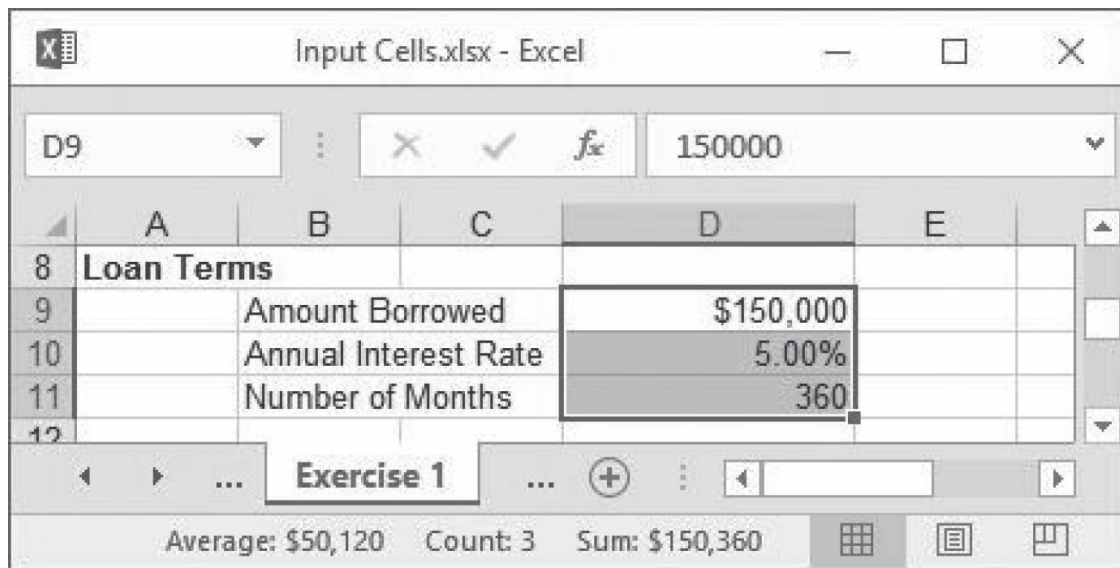 Input Cells.xlsx - Excel
D9 fx 150000
A B C D E
8 Loan Terms
9 Amount Borrowed $150,000
10 Annual Interest Rate 5.00%
11 Number of Months 360
12
... Exercise 1 ...
Average: $50,120 Count: 3 Sum: $150,360